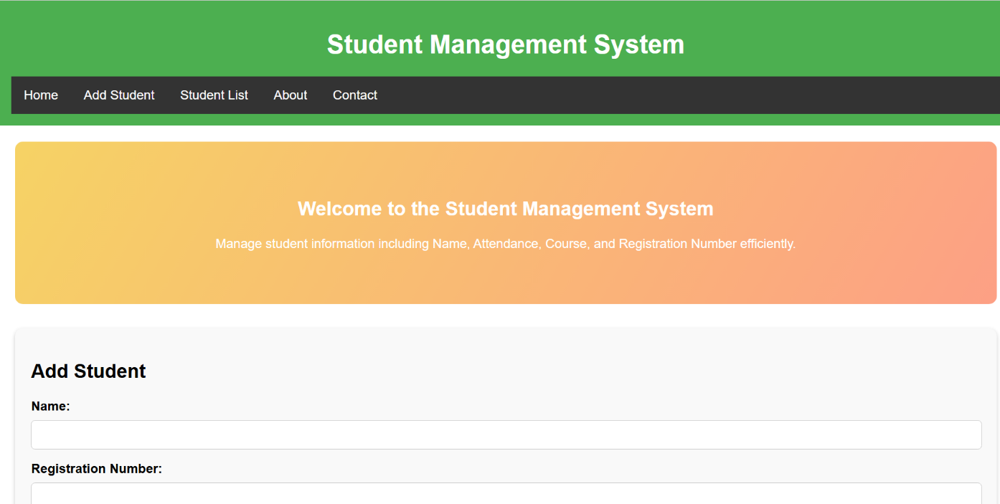 Student Management System
Home Add Student Student List About Contact
Welcome to the Student Management System
Manage student information including Name, Attendance, Course, and Registration Number efficiently.
Add Student
Name:
Registration Number: